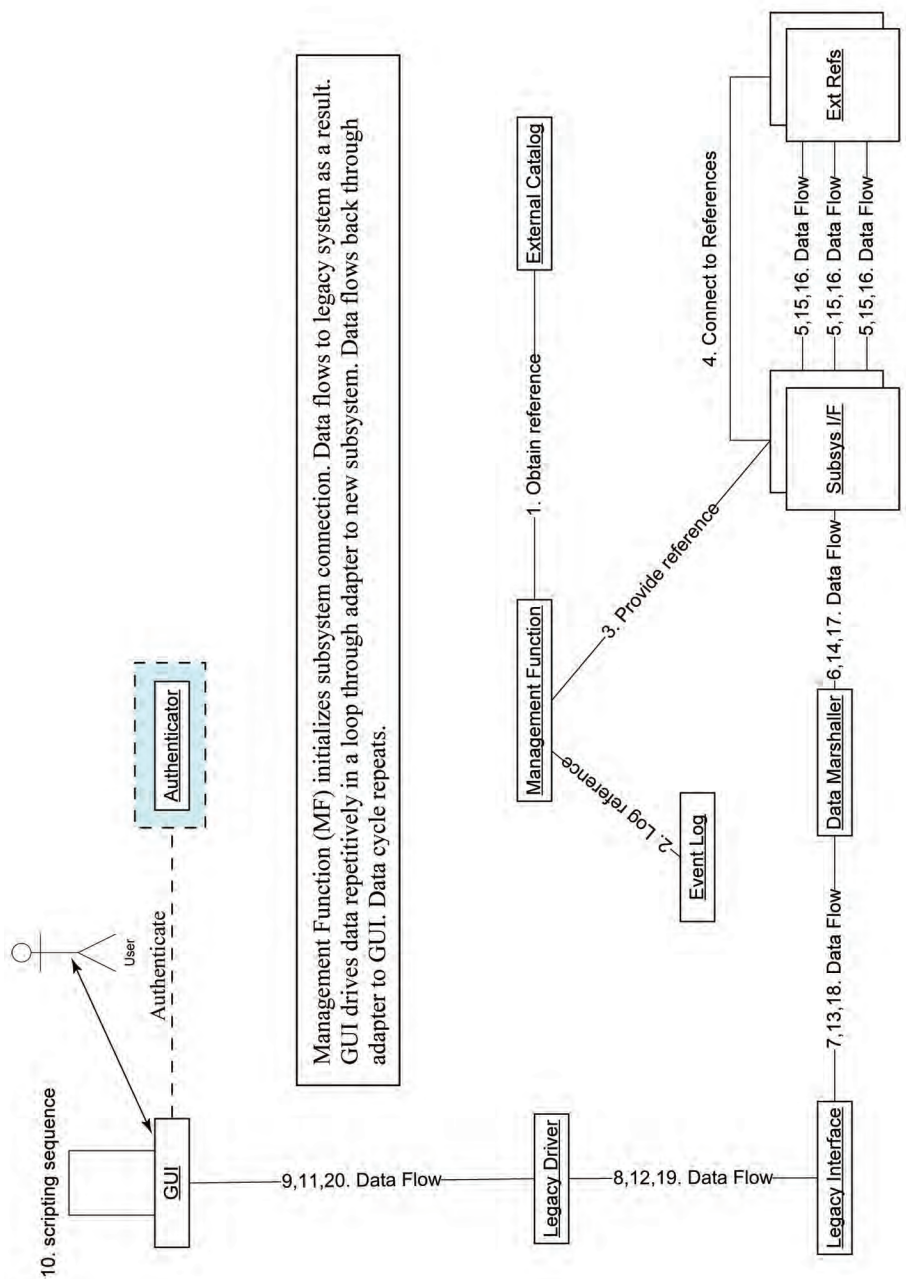 10. scripting sequence
User
GUI
Authenticate
Authenticator
Management Function (MF) initializes subsystem connection. Data flows to legacy system as a result.
GUI drives data repetitively in a loop through adapter to new subsystem. Data flows back through
adapter to GUI. Data cycle repeats.
9,11,20. Data Flow
Legacy Driver
Management Function
1. Obtain reference
External Catalog
2. Log reference
3. Provide reference
Event Log
8,12,19. Data Flow
4. Connect to References
Legacy Interface
7,13,18. Data Flow
Data Marshaller
6,14,17. Data Flow
Subsys I/F
5,15,16. Data Flow
5,15,16. Data Flow
5,15,16. Data Flow
Ext Refs